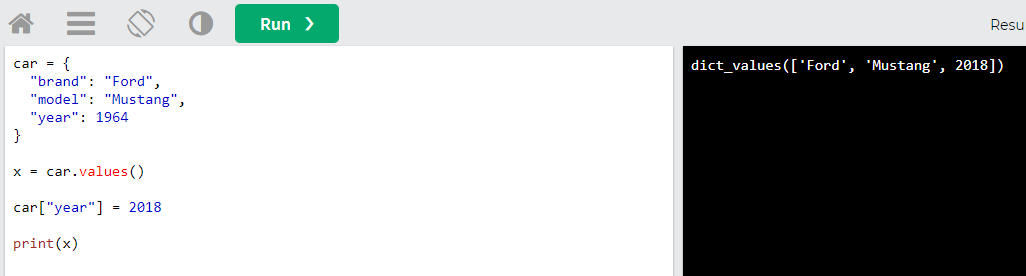 Run ❯
Resu
car = {
  "brand": "Ford",
  "model": "Mustang",
  "year": 1964
}
x = car.values()
car["year"] = 2018
print(x)
dict_values(['Ford', 'Mustang', 2018])